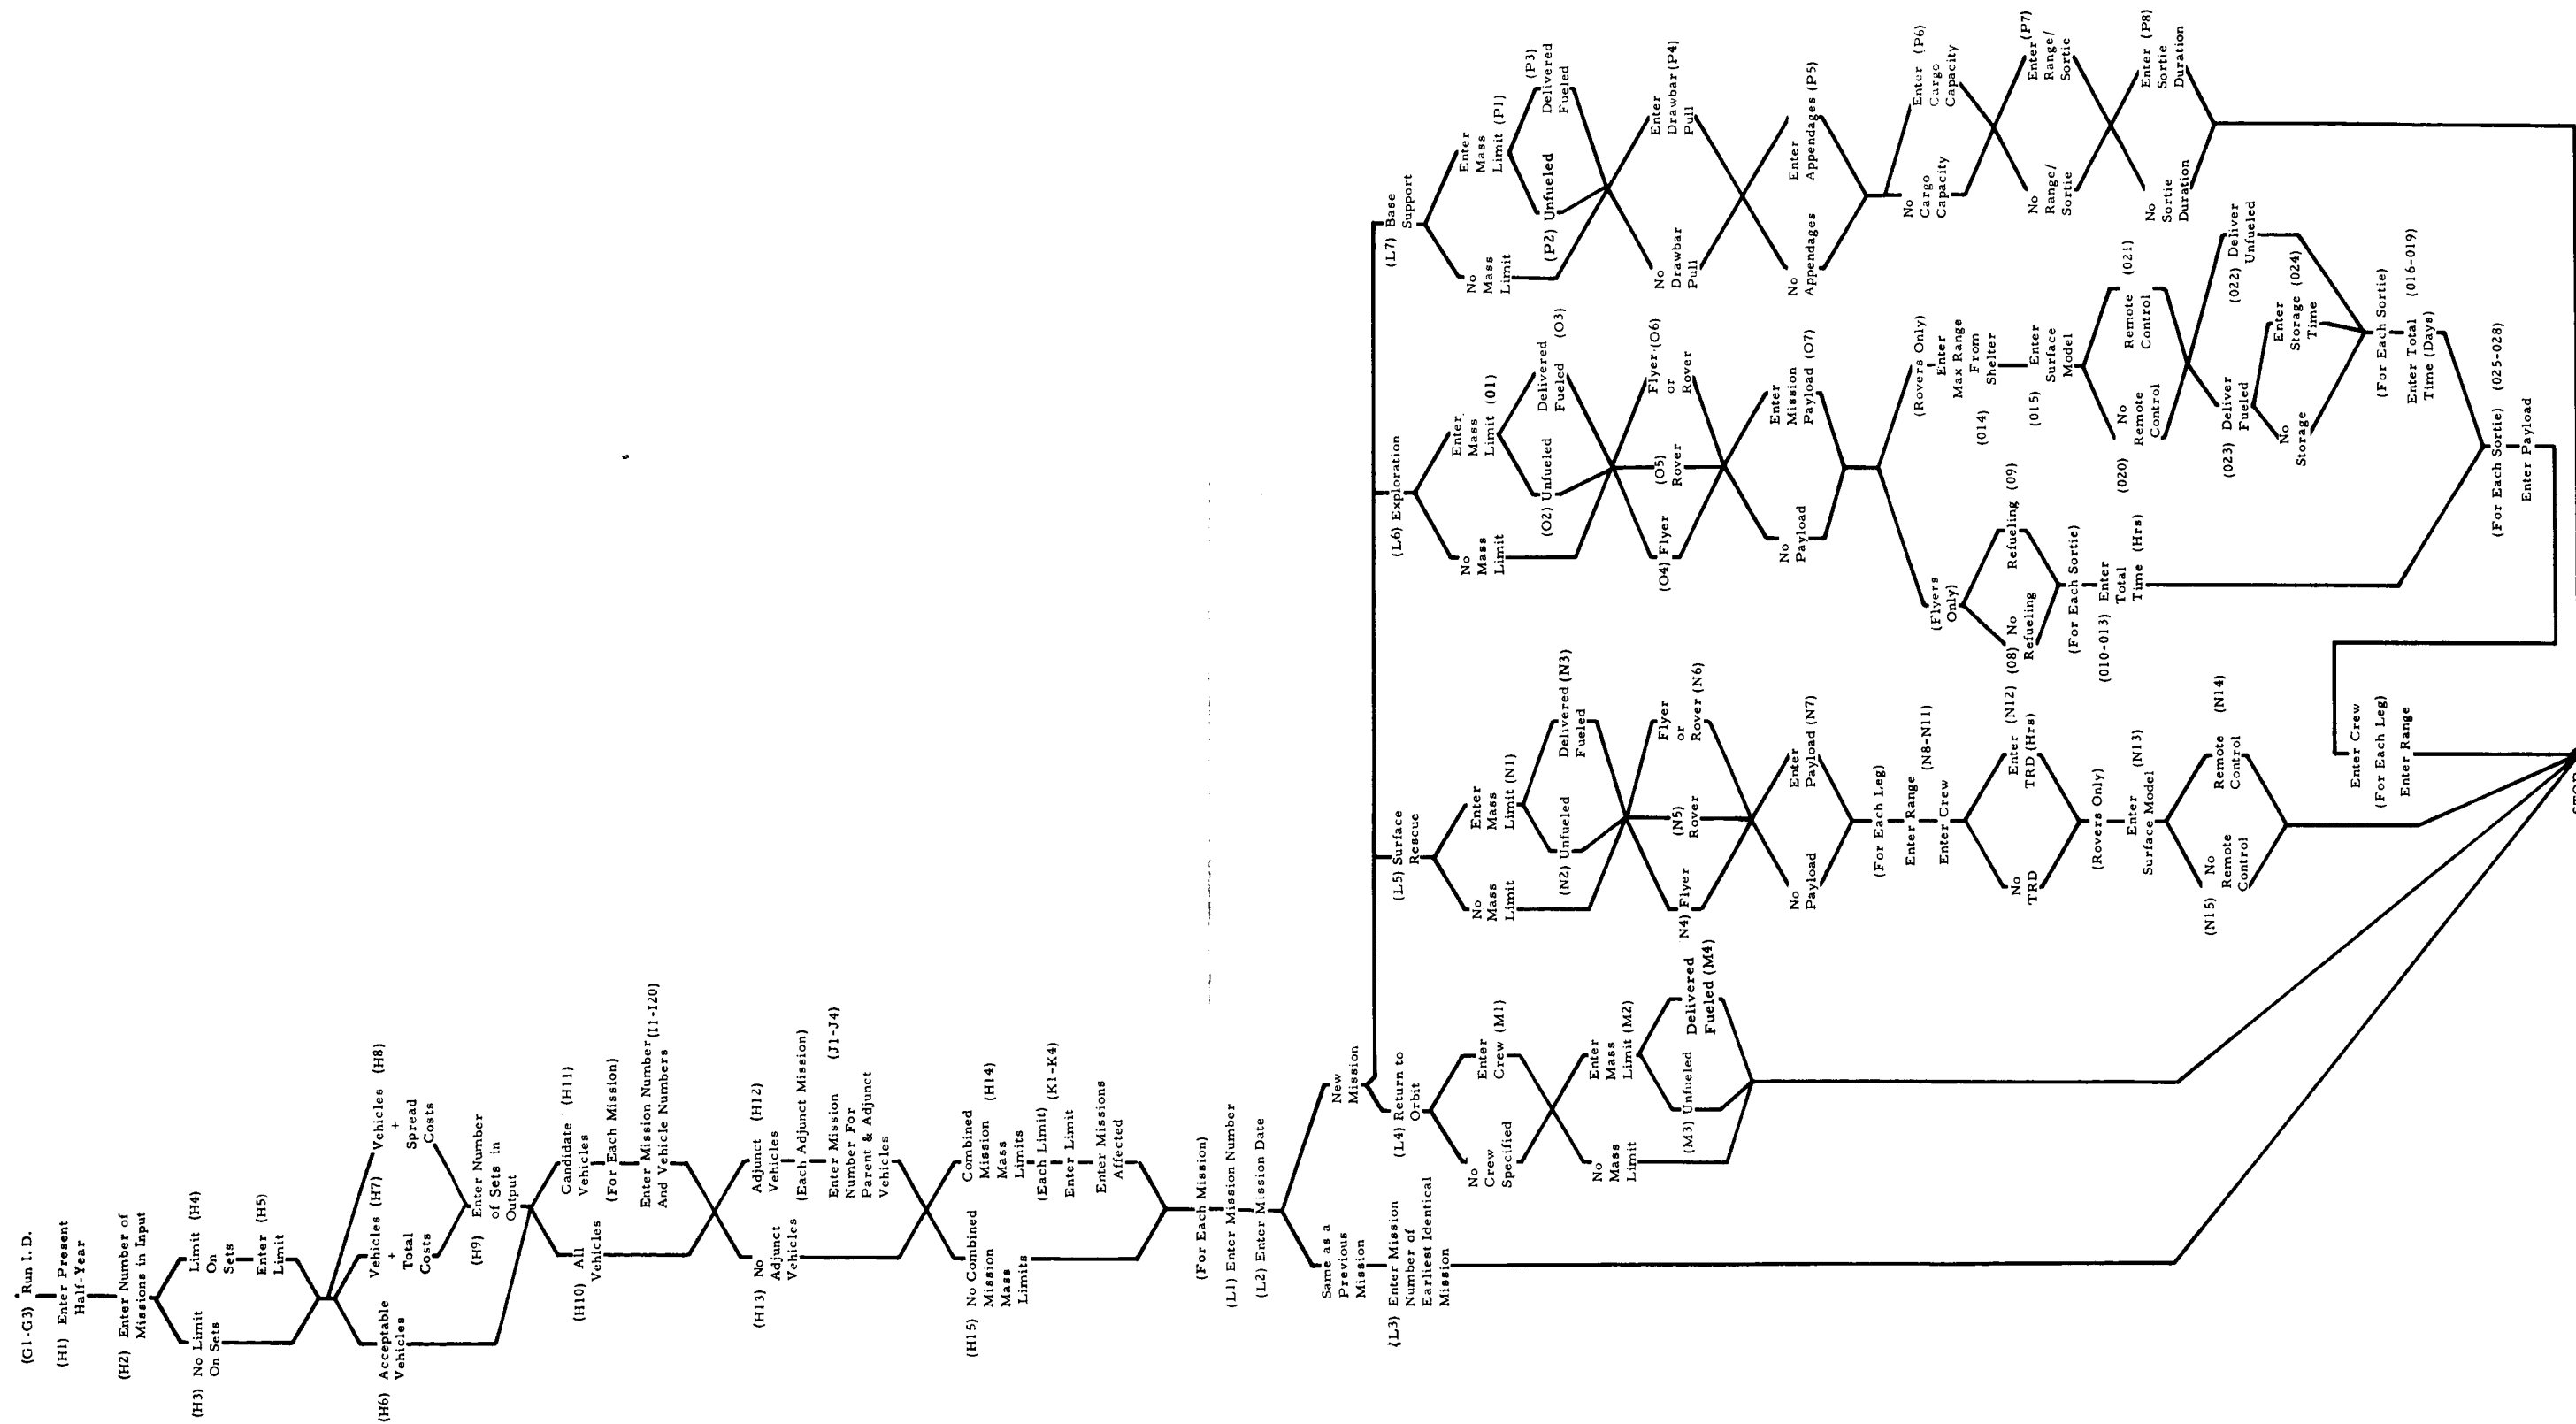 (G1-G3) Run I. D.
(H1) Enter Present
Half-Year
(H2) Enter Number of
Missions in Input
(H3) No Limit
On Sets
Limit (H4)
On
Sets
Enter (H5)
Limit
(H6) Acceptable
Vehicles
Vehicles (H7)
+
Total
Costs
Vehicles (H8)
+
Spread
Costs
(H9) Enter Number
of Sets in
Output
(H10) All
Vehicles
Candidate (H11)
Vehicles
(For Each Mission)
Enter Mission Number (I1-I20)
And Vehicle Numbers
(H13) No
Adjunct
Vehicles
Adjunct (H12)
Vehicles
(Each Adjunct Mission)
Enter Mission (J1-J4)
Number For
Parent & Adjunct
Vehicles
(H15) No Combined
Mission
Mass
Limits
Combined (H14)
Mission
Mass
Limits
(Each Limit) (K1-K4)
Enter Limit
Enter Missions
Affected
(For Each Mission)
(L1) Enter Mission Number
(L2) Enter Mission Date
Same as a
Previous
Mission
(L3) Enter Mission
Number of
Earliest Identical
Mission
New
Mission
(L4) Return to
Orbit
No
Crew
Specified
Enter
Crew (M1)
No
Mass
Limit
Enter
Mass
Limit (M2)
(M3) Unfueled
Delivered
Fueled (M4)
(L5) Surface
Rescue
No
Mass
Limit
Enter
Mass
Limit (N1)
(N2) Unfueled
Delivered (N3)
Fueled
N4) Flyer
(N5)
Rover
Flyer
or
Rover (N6)
No
Payload
Enter
Payload (N7)
(For Each Leg)
Enter Range
(N8-N11)
Enter Crew
No
TRD
Enter (N12)
TRD (Hrs)
(Rovers Only)
Enter (N13)
Surface Model
(N15) No
Remote
Control
Remote (N14)
Control
(L6) Exploration
No
Mass
Limit
Enter
Mass
Limit (O1)
(O2) Unfueled
Delivered
Fueled (O3)
(O4) Flyer
(O5)
Rover
Flyer (O6)
or
Rover
No
Payload
Enter
Mission
Payload (O7)
(Flyers
Only)
(08) No
Refueling
Refueling (09)
(For Each Sortie)
(010-013) Enter
Total
Time (Hrs)
(Rovers Only)
Enter
Max Range
From
Shelter
(014)
(015) Enter
Surface
Model
(020) No
Remote
Control
Remote (021)
Control
(023) Deliver
Fueled
(022) Deliver
Unfueled
No
Storage
Enter
Storage (024)
Time
(For Each Sortie)
Enter Total (016-019)
Time (Days)
(For Each Sortie) (025-028)
Enter Payload
Enter Crew
(For Each Leg)
Enter Range
(L7) Base
Support
No
Mass
Limit
Enter
Mass
Limit (P1)
(P2) Unfueled
(P3)
Delivered
Fueled
No
Drawbar
Pull
Enter
Drawbar (P4)
Pull
No
Appendages
Enter
Appendages (P5)
No
Cargo
Capacity
Enter (P6)
Cargo
Capacity
No
Range/
Sortie
Enter (P7)
Range/
Sortie
No
Sortie
Duration
Enter (P8)
Sortie
Duration